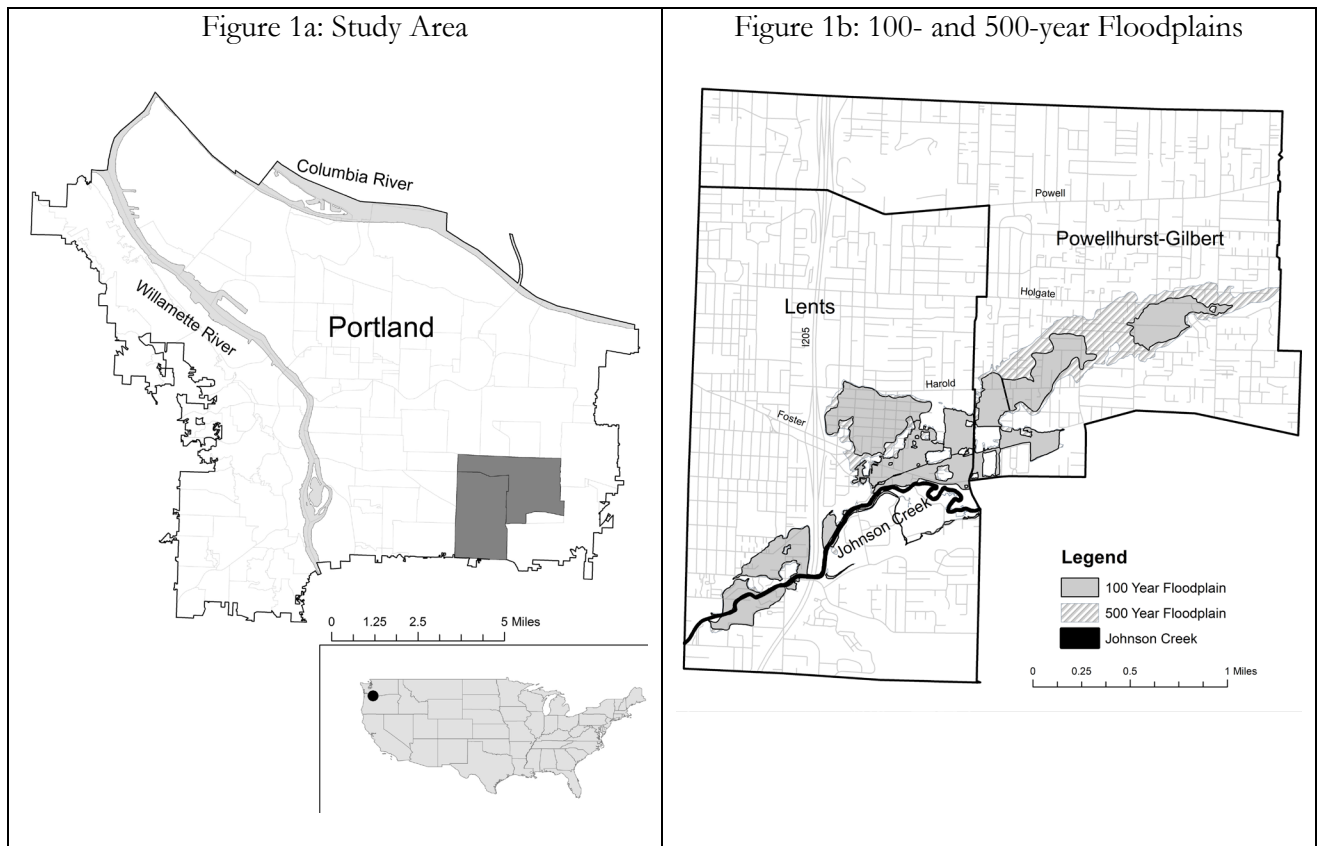 Figure 1a: Study Area
Columbia River
Willamette River
Portland
0 1.25 2.5 5 Miles
Figure 1b: 100- and 500-year Floodplains
Powell
Powellhurst-Gilbert
Holgate
Lents
I205
Harold
Foster
Johnson Creek
Legend
100 Year Floodplain
500 Year Floodplain
Johnson Creek
0 0.25 0.5 1 Miles